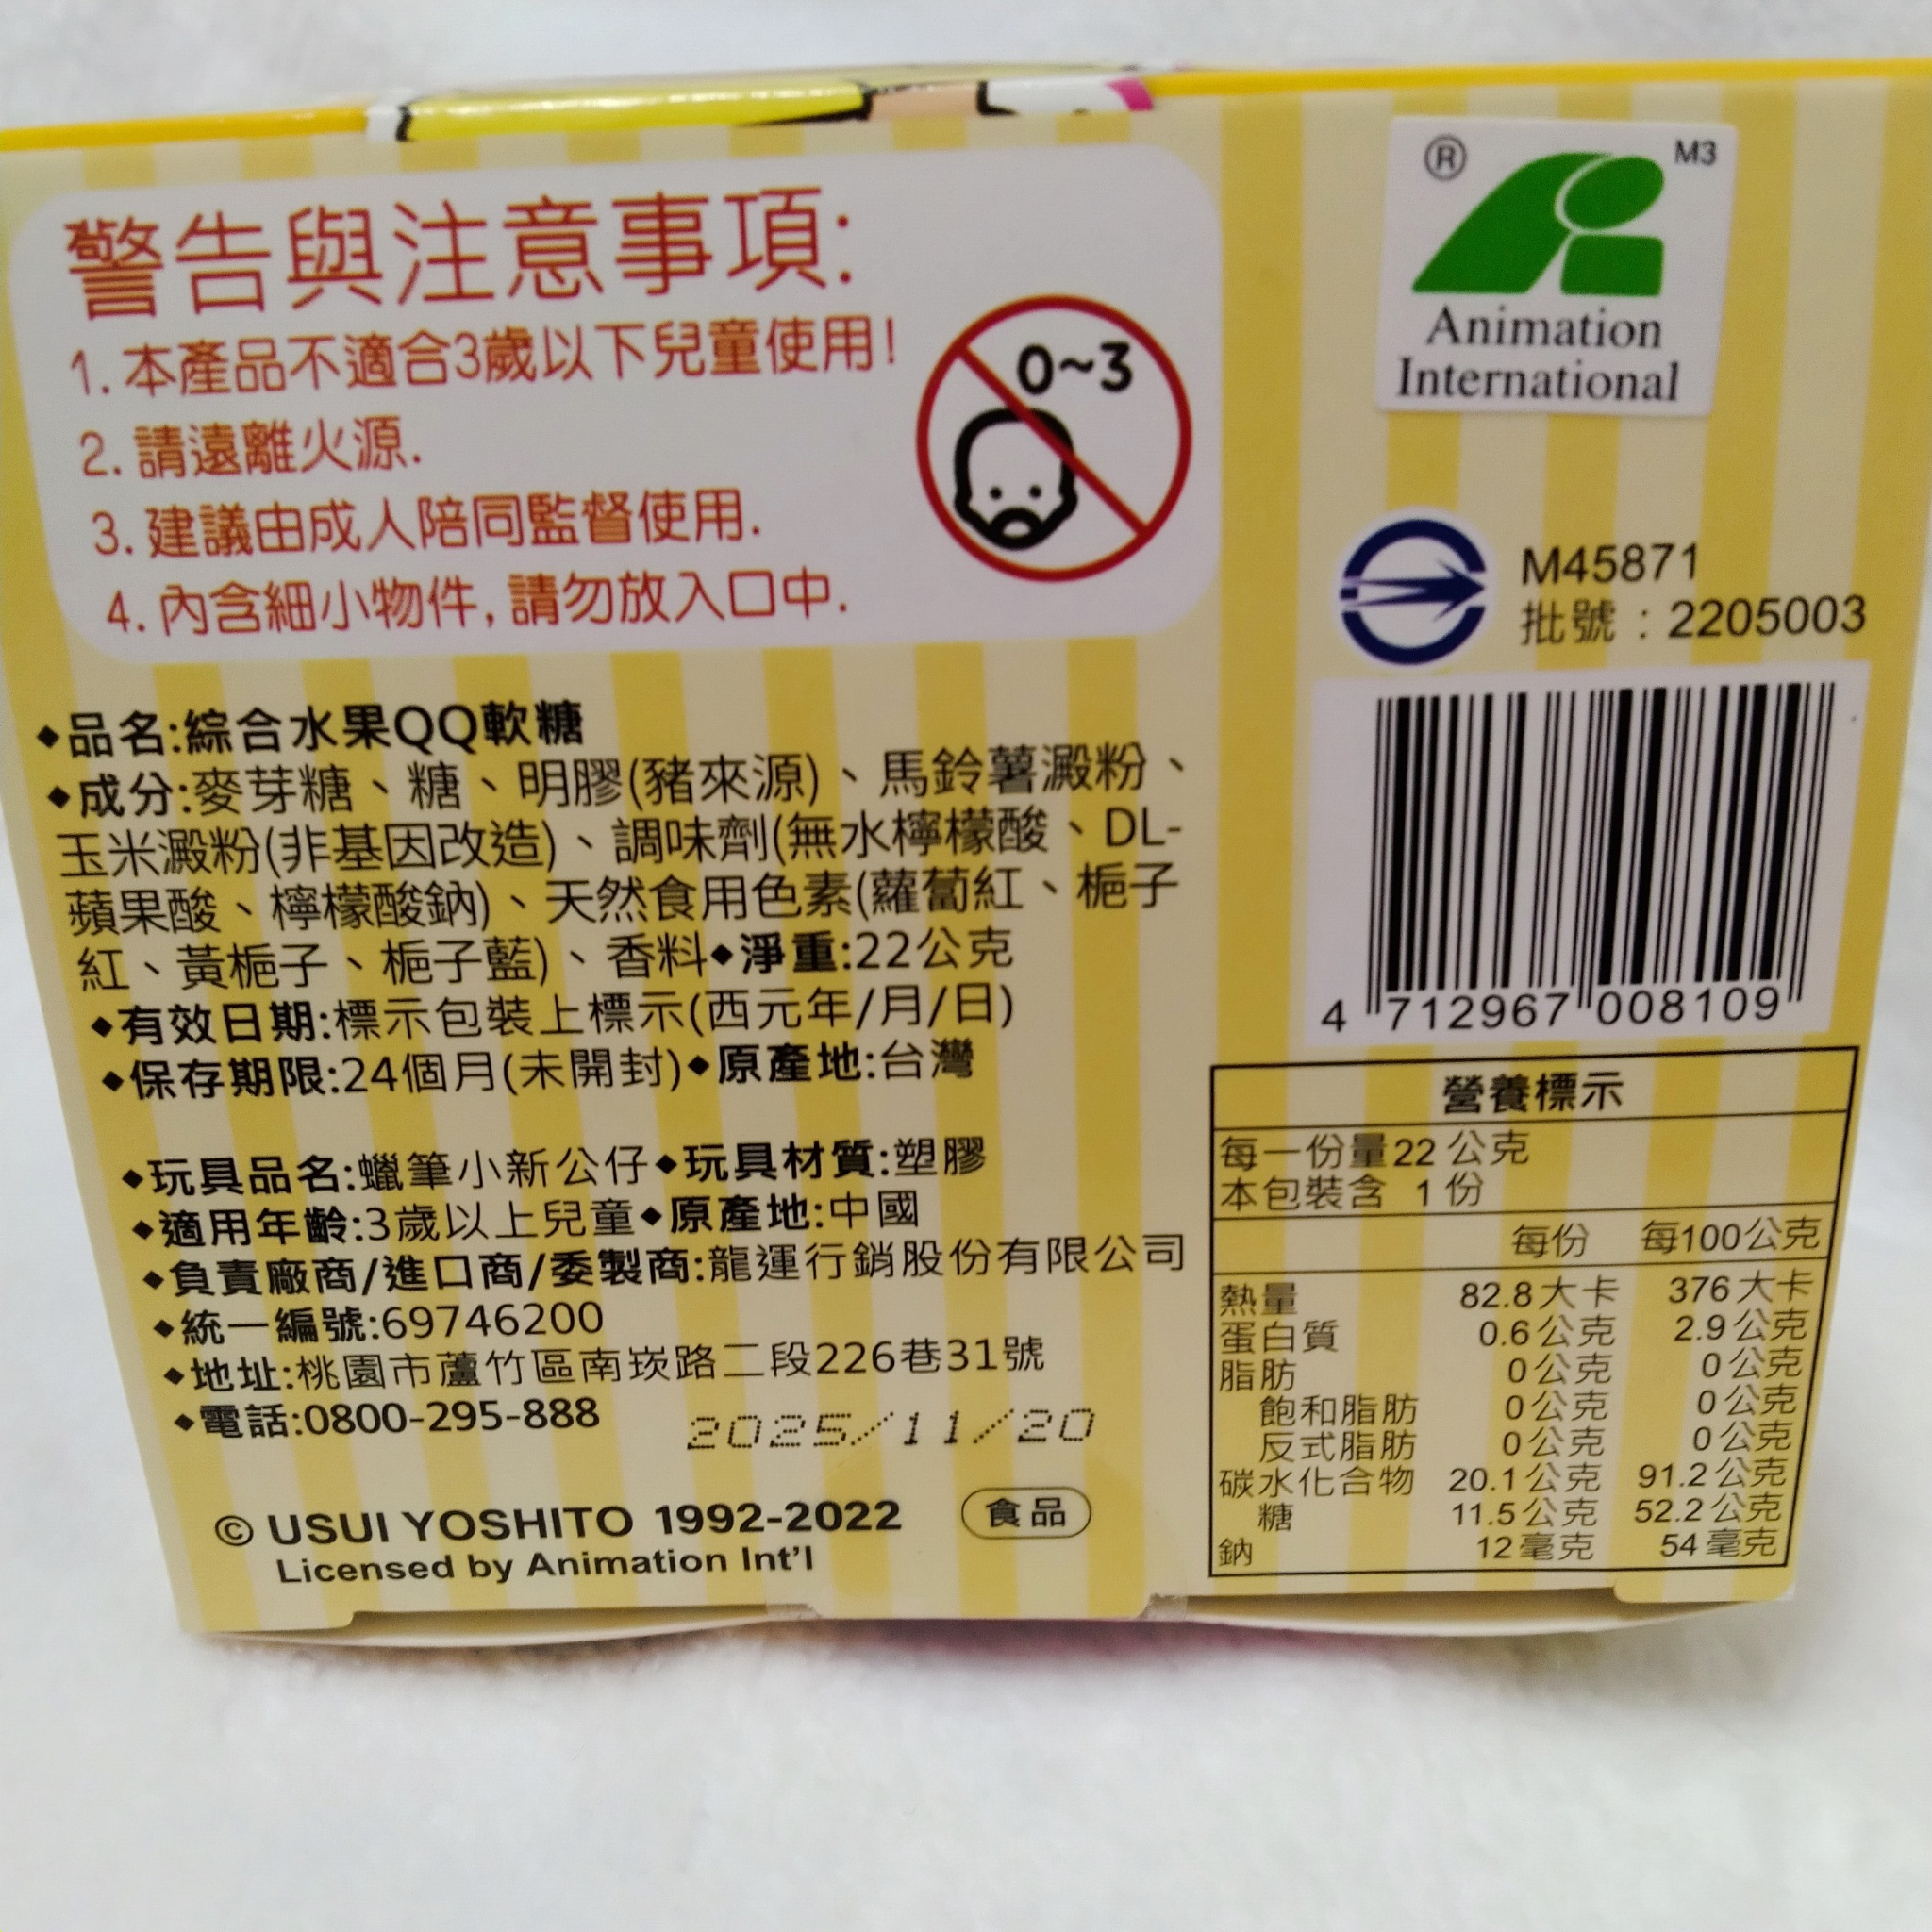 警告與注意事項:
1. 本產品不適合3歲以下兒童使用!
2. 請遠離火源.
3. 建議由成人陪同監督使用.
4. 內含細小物件, 請勿放入口中.
0~3
◆品名:綜合水果QQ軟糖
◆成分:麥芽糖、糖、明膠(豬來源)、馬鈴薯澱粉、
玉米澱粉(非基因改造)、調味劑(無水檸檬酸、DL-
蘋果酸、檸檬酸鈉)、天然食用色素(蘿蔔紅、梔子
紅、黃梔子、梔子藍)、香料◆淨重:22公克
◆有效日期:標示包裝上標示(西元年/月/日)
◆保存期限:24個月(未開封)◆原產地:台灣
◆玩具品名:蠟筆小新公仔◆玩具材質:塑膠
◆適用年齡:3歲以上兒童◆原產地:中國
◆負責廠商/進口商/委製商:龍運行銷股份有限公司
◆統一編號:69746200
◆地址:桃園市蘆竹區南崁路二段226巷31號
◆電話:0800-295-888
2025/11/20
© USUI YOSHITO 1992-2022
Licensed by Animation Int'l
食品
® M3
Animation
International
M45871
批號：2205003
4 712967 008109
營養標示
每一份量22 公克
本包裝含 1 份
每份 每100公克
熱量 82.8大卡 376大卡
蛋白質 0.6公克 2.9公克
脂肪 0公克 0公克
飽和脂肪 0公克 0公克
反式脂肪 0公克 0公克
碳水化合物 20.1公克 91.2公克
糖 11.5公克 52.2公克
鈉 12毫克 54毫克